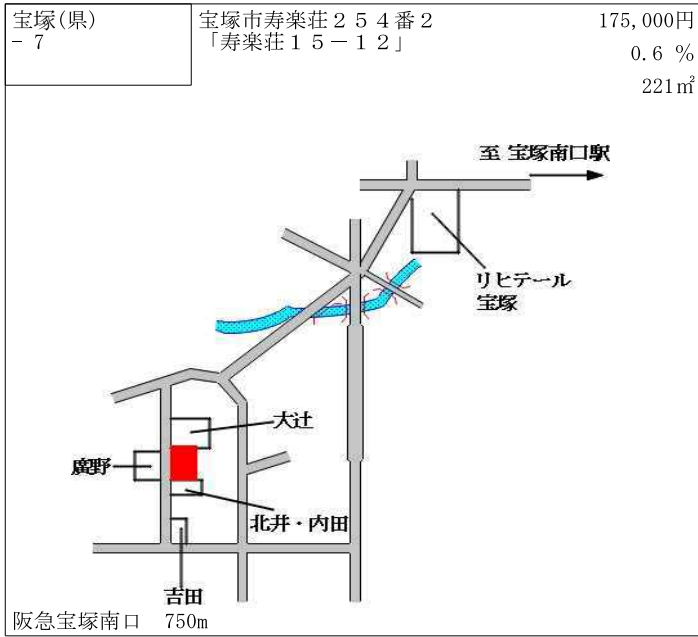 宝塚(県)
- 7
宝塚市寿楽荘２５４番２
「寿楽荘１５－１２」
175,000円
0.6 %
221㎡
至 宝塚南口駅
リヒテール
宝塚
大辻
廣野
北井・内田
吉田
阪急宝塚南口 750m